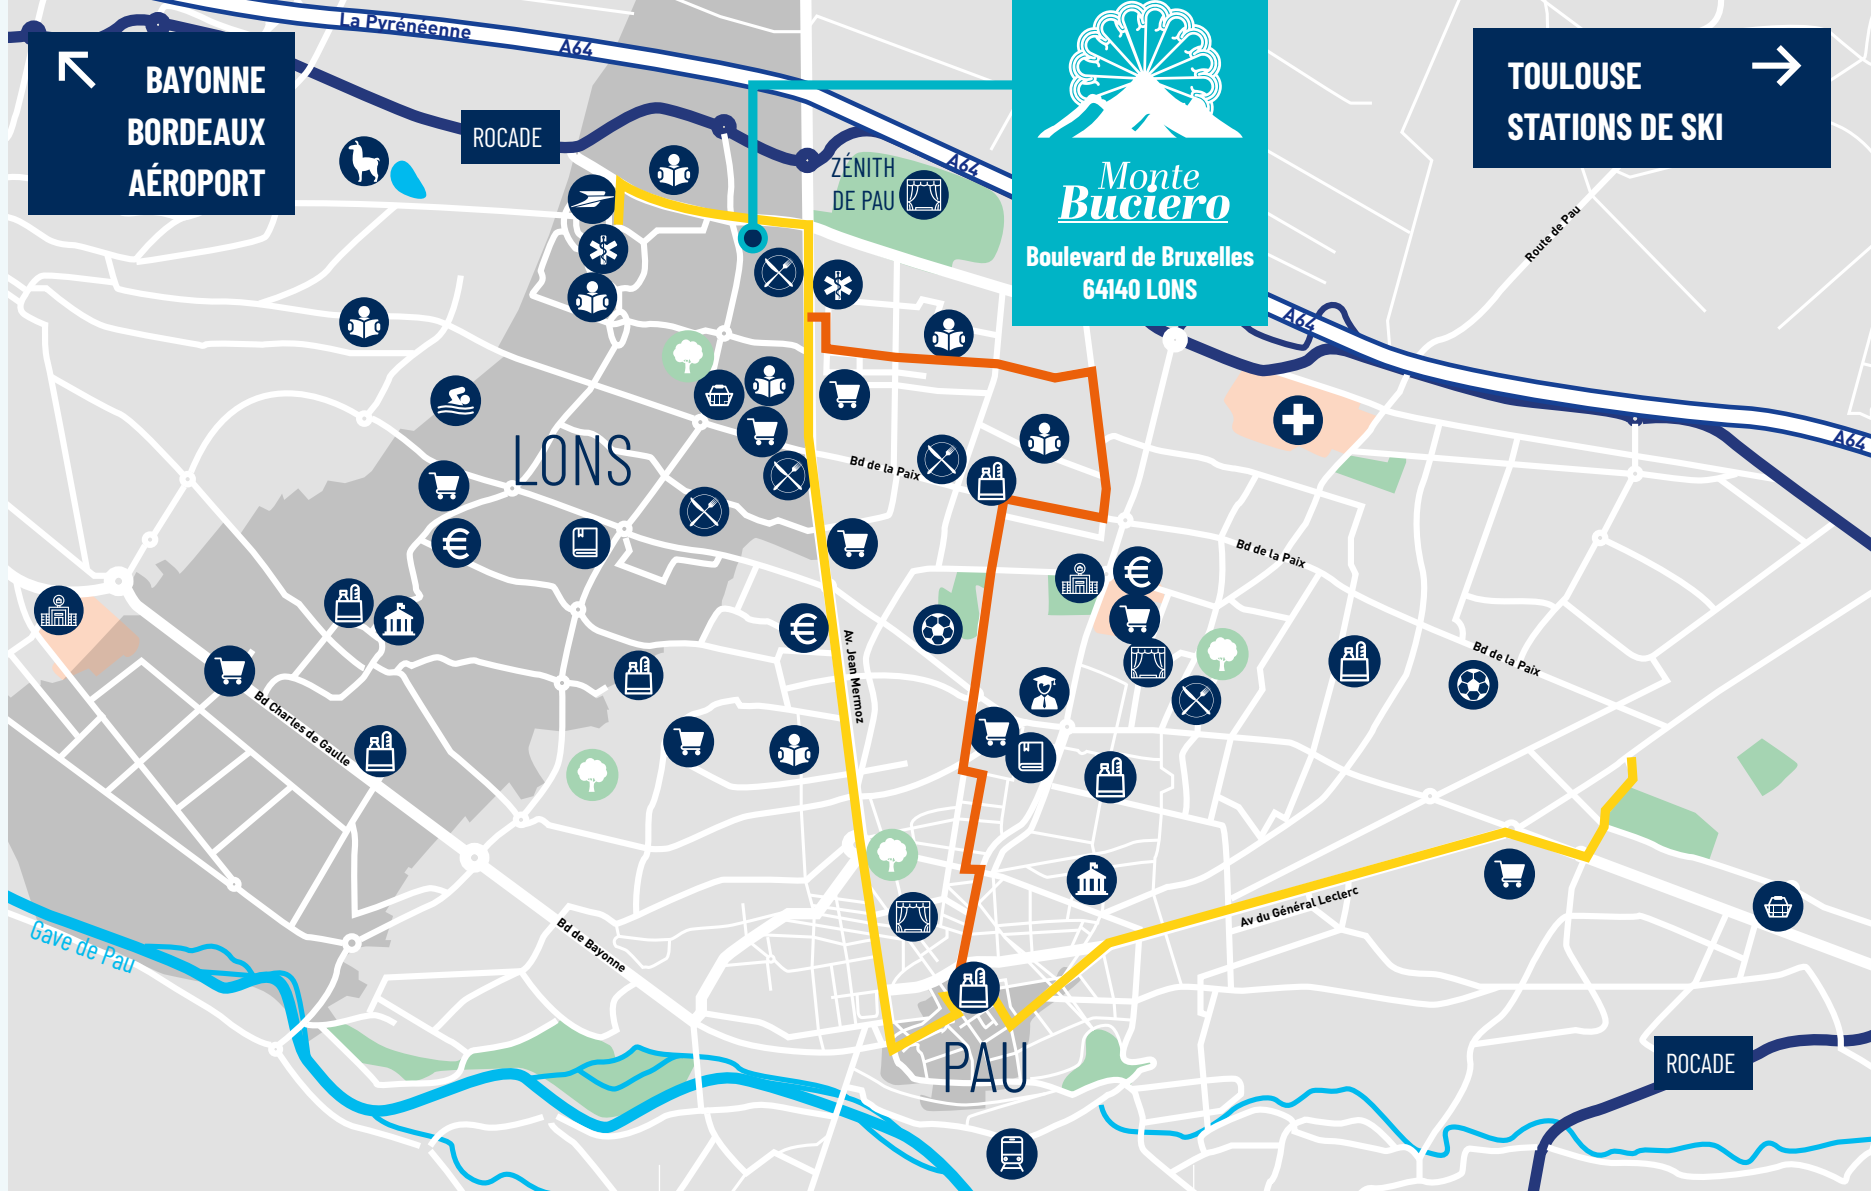 La Pyrénéenne
A64
BAYONNE
BORDEAUX
AÉROPORT
ROCADE
ZÉNITH
DE PAU
A64
Monte
Buciero
Boulevard de Bruxelles
64140 LONS
TOULOUSE
STATIONS DE SKI
Route de Pau
A64
A64
LONS
Bd de la Paix
Bd de la Paix
Bd de la Paix
Av. Jean Mermoz
Bd Charles de Gaulle
Bd de Bayonne
Av du Général Leclerc
Gave de Pau
PAU
ROCADE